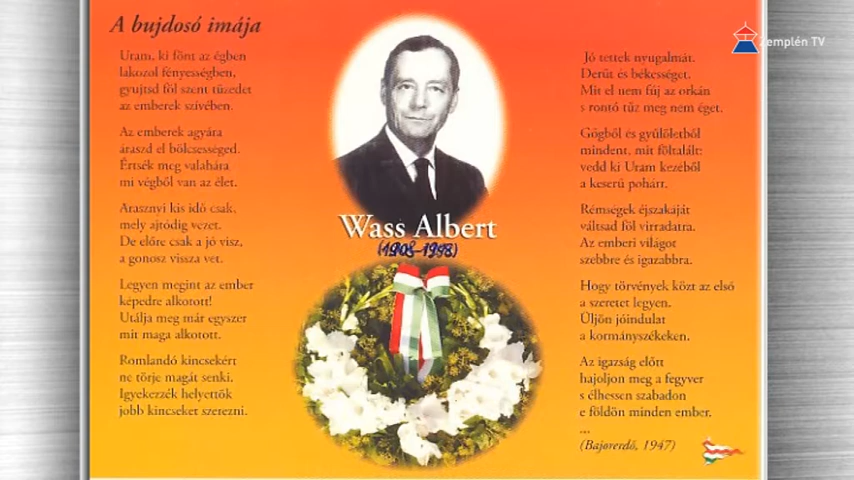 A bujdosó imája
Uram, ki fönt az égben
lakozol fényességben,
gyujtsd föl szent tüzedet
az emberek szívében.
Az emberek agyára
áraszd el bölcsességed.
Értsék meg valahára
mi végből van az élet.
Arasznyi kis idő csak,
mely ajtódig vezet.
De előre csak a jó visz,
a gonosz vissza vet.
Legyen megint az ember
képedre alkotott!
Utálja meg már egyszer
mit maga alkotott.
Romlandó kincsekért
ne törje magát senki.
Igyekezzék helyettök
jobb kincseket szerezni.
Wass Albert
(1908-1998)
Zemplén TV
Jó tettek nyugalmát.
Derüt és békességet.
Mit el nem fúj az orkán
s rontó tűz meg nem éget.
Gőgből és gyűlöletből
mindent, mit föltalált:
vedd ki Uram kezéből
a keserű pohárt.
Rémségek éjszakáját
váltsad föl virradatra.
Az emberi világot
szebbre és igazabbra.
Hogy törvények közt az első
a szeretet legyen.
Üljön jóindulat
a kormányszékeken.
Az igazság előtt
hajoljon meg a fegyver
s élhessen szabadon
e földön minden ember.
...
(Bajorerdő, 1947)